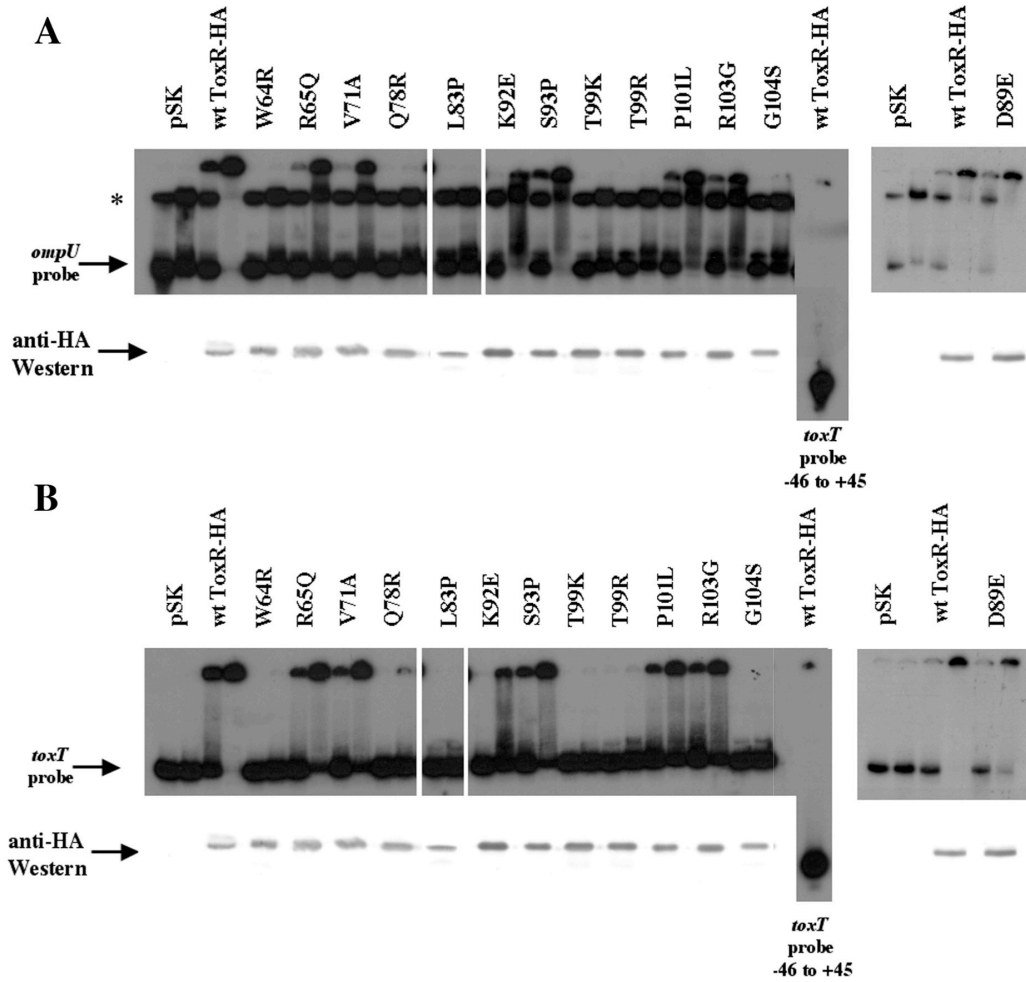 A
pSK
wt ToxR-HA
W64R
R65Q
V71A
Q78R
L83P
K92E
S93P
T99K
T99R
P101L
R103G
G104S
wt ToxR-HA
pSK
wt ToxR-HA
D89E
*
ompU
probe
anti-HA
Western
toxT
probe
-46 to +45
B
pSK
wt ToxR-HA
W64R
R65Q
V71A
Q78R
L83P
K92E
S93P
T99K
T99R
P101L
R103G
G104S
wt ToxR-HA
pSK
wt ToxR-HA
D89E
toxT
probe
anti-HA
Western
toxT
probe
-46 to +45